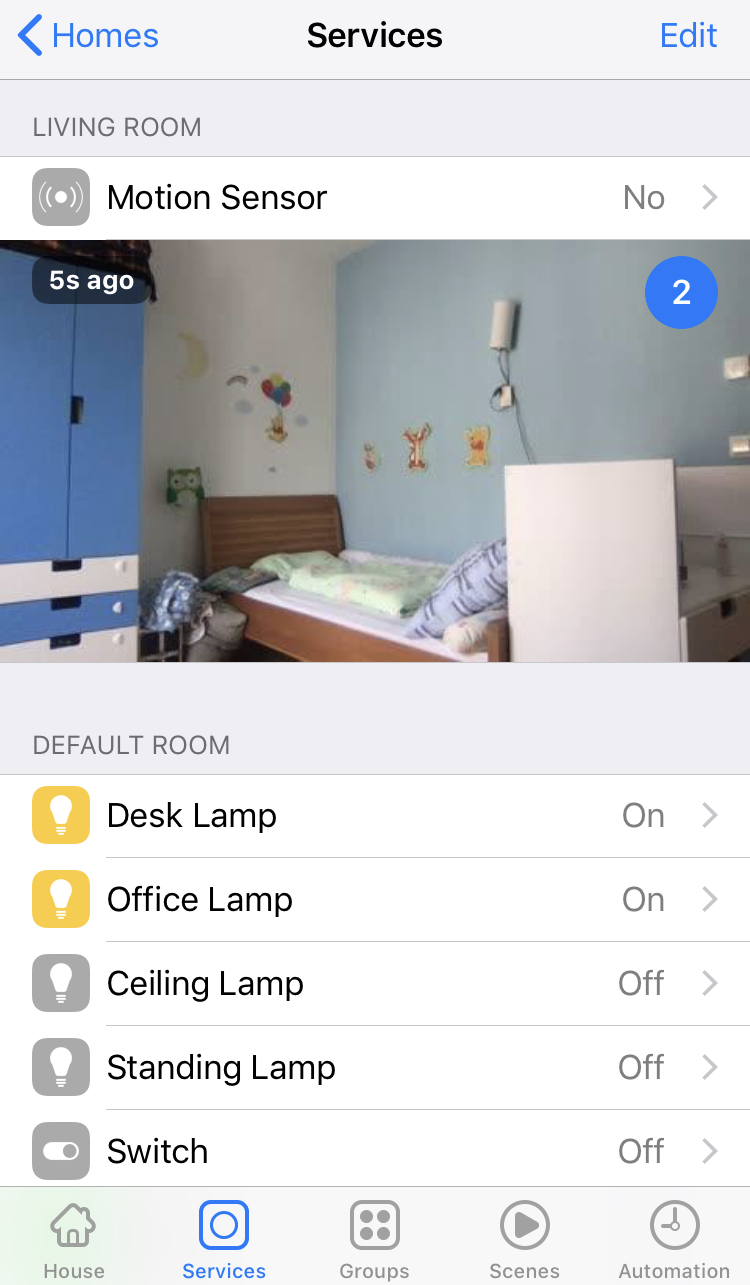 Homes Services Edit
LIVING ROOM
Motion Sensor No
5s ago 2
DEFAULT ROOM
Desk Lamp On
Office Lamp On
Ceiling Lamp Off
Standing Lamp Off
Switch Off
House Services Groups Scenes Automation